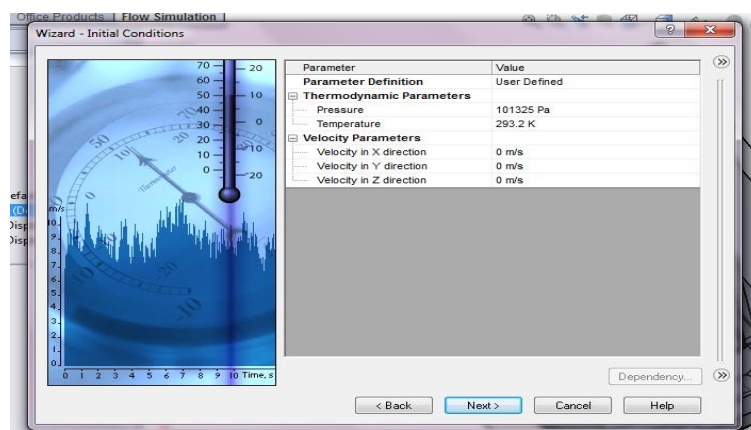 Office Products | Flow Simulation |
Wizard - Initial Conditions
Parameter Value
Parameter Definition User Defined
Thermodynamic Parameters
Pressure 101325 Pa
Temperature 293.2 K
Velocity Parameters
Velocity in X direction 0 m/s
Velocity in Y direction 0 m/s
Velocity in Z direction 0 m/s
70 20
60
50 10
40
30 0
20
10 -10
0 -20
m/s
10
9
8
7
6
5
4
3
2
1
0
0 1 2 3 4 5 6 7 8 9 10 Time, s
Dependency...
< Back Next > Cancel Help